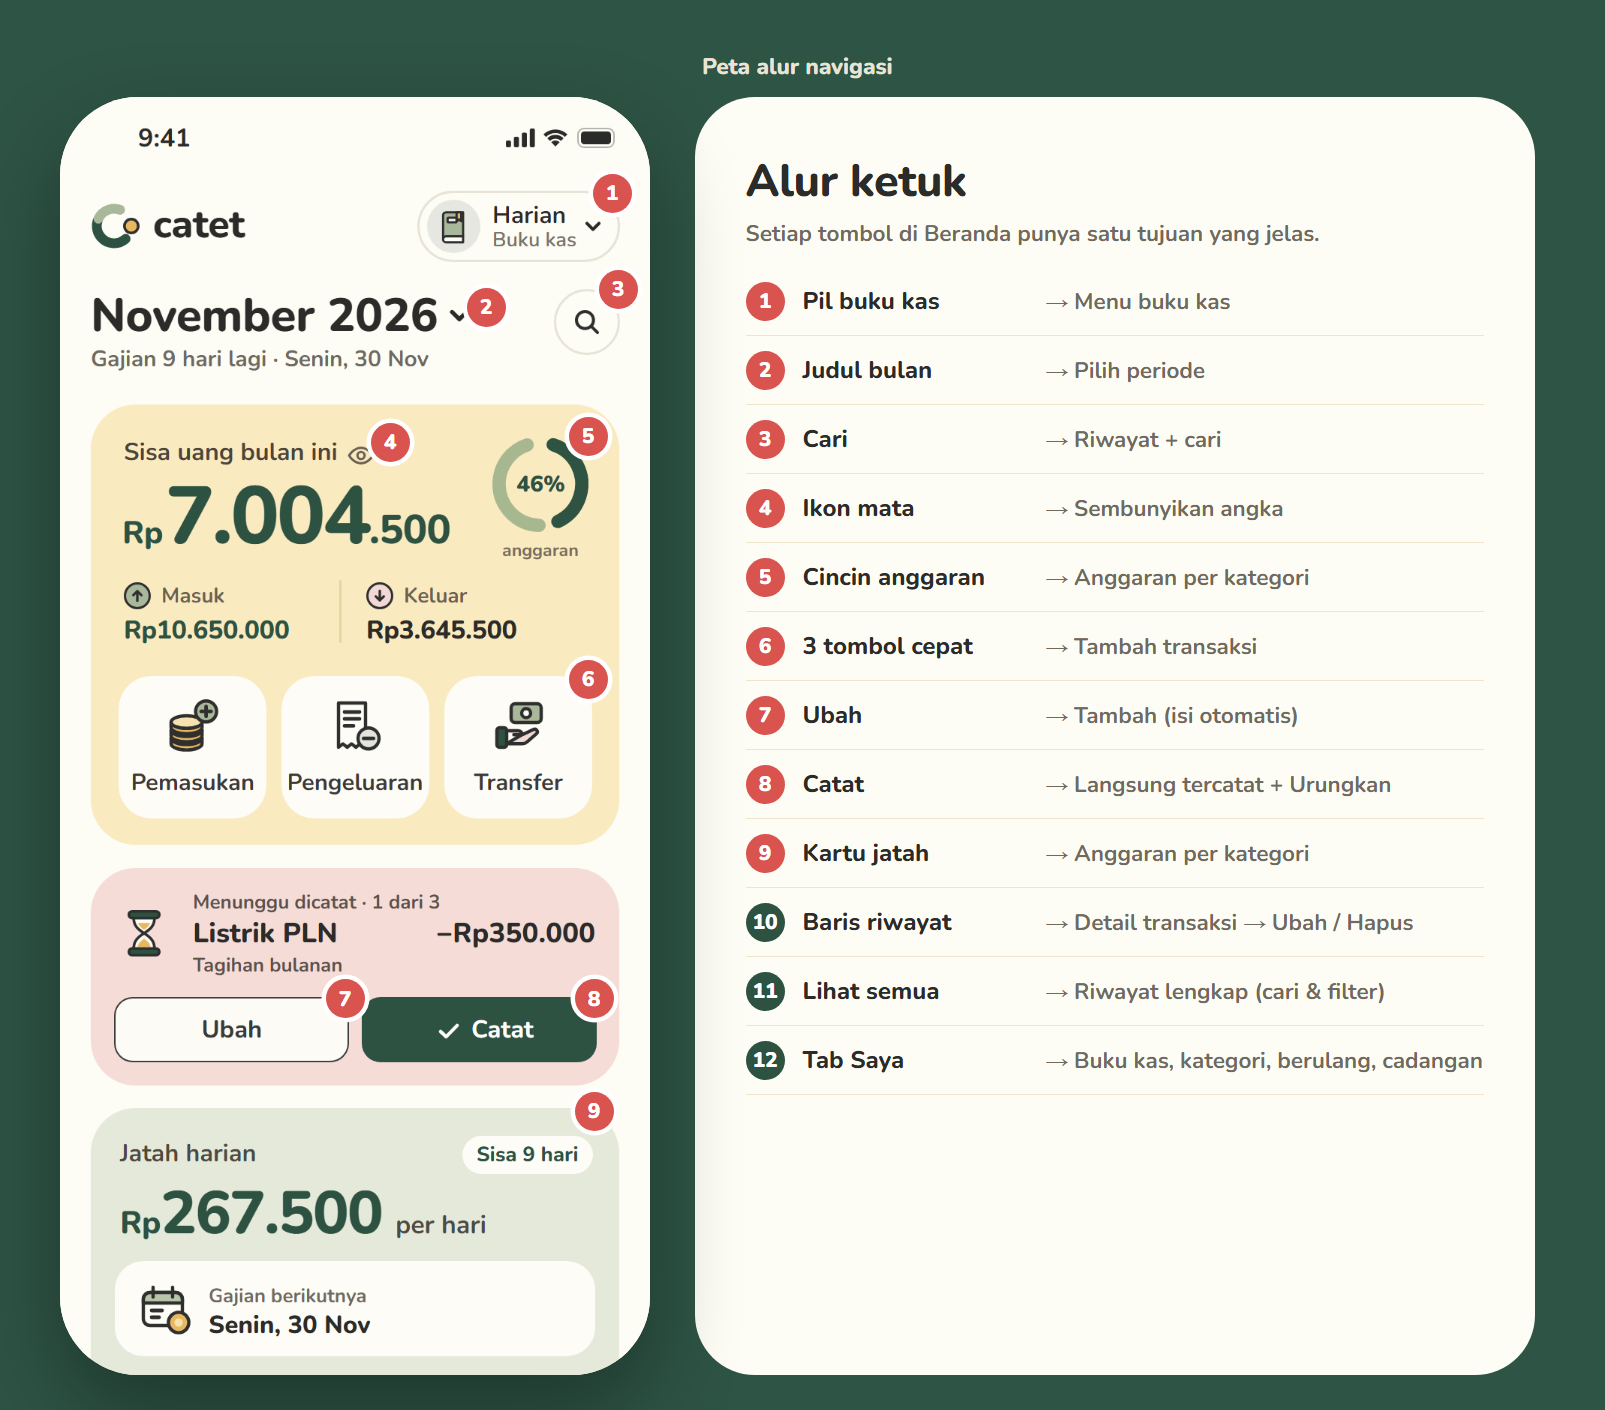 Peta alur navigasi
9:41
catet
Harian
Buku kas
1
November 2026
2
3
Gajian 9 hari lagi · Senin, 30 Nov
Sisa uang bulan ini
4
5
46%
anggaran
Rp7.004.500
Masuk
Rp10.650.000
Keluar
Rp3.645.500
6
Pemasukan
Pengeluaran
Transfer
Menunggu dicatat · 1 dari 3
Listrik PLN
−Rp350.000
Tagihan bulanan
7
8
Ubah
Catat
9
Jatah harian
Sisa 9 hari
Rp267.500 per hari
Gajian berikutnya
Senin, 30 Nov
Alur ketuk
Setiap tombol di Beranda punya satu tujuan yang jelas.
1 Pil buku kas → Menu buku kas
2 Judul bulan → Pilih periode
3 Cari → Riwayat + cari
4 Ikon mata → Sembunyikan angka
5 Cincin anggaran → Anggaran per kategori
6 3 tombol cepat → Tambah transaksi
7 Ubah → Tambah (isi otomatis)
8 Catat → Langsung tercatat + Urungkan
9 Kartu jatah → Anggaran per kategori
10 Baris riwayat → Detail transaksi → Ubah / Hapus
11 Lihat semua → Riwayat lengkap (cari & filter)
12 Tab Saya → Buku kas, kategori, berulang, cadangan